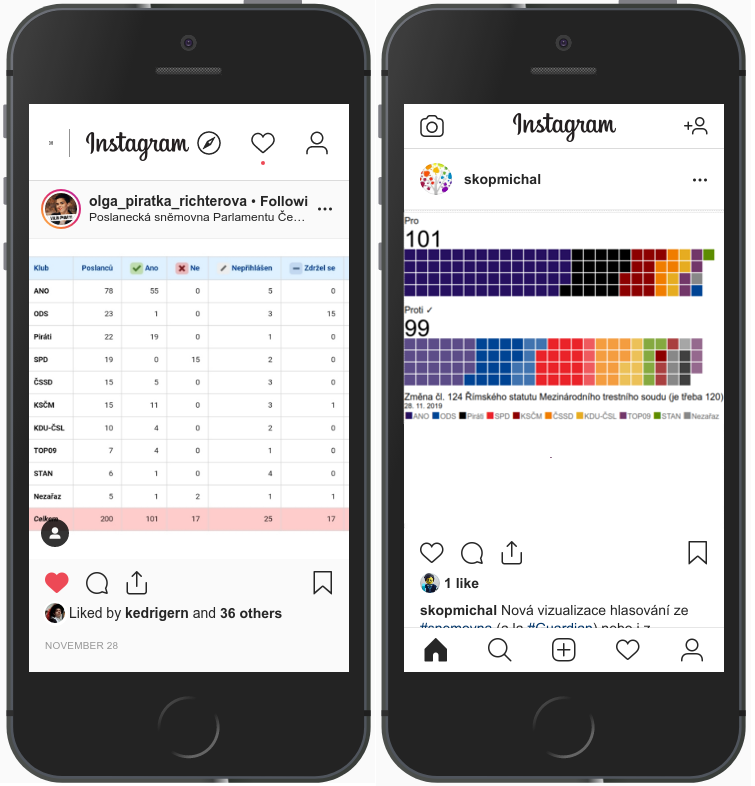 Instagram
olga_piratka_richterova • Followi
Poslanecká sněmovna Parlamentu Če…
Klub Poslanců Ano Ne Nepřihlášen Zdržel se
ANO 78 55 0 5 0
ODS 23 1 0 3 15
Piráti 22 19 0 1 0
SPD 19 0 15 2 0
ČSSD 15 5 0 3 0
KSČM 15 11 0 3 1
KDU-ČSL 10 4 0 2 0
TOP09 7 4 0 1 0
STAN 6 1 0 4 0
Nezařaz 5 1 2 1 1
Celkem 200 101 17 25 17
Liked by kedrigern and 36 others
NOVEMBER 28
Instagram
skopmichal
Pro
101
Proti ✓
99
Změna čl. 124 Římského statutu Mezinárodního trestního soudu (je třeba 120)
28. 11. 2019
ANO ODS Piráti SPD KSČM ČSSD KDU-ČSL TOP09 STAN Nezařaz
1 like
skopmichal Nová vizualizace hlasování ze
#snemovna (a la #Guardian) nebo i z